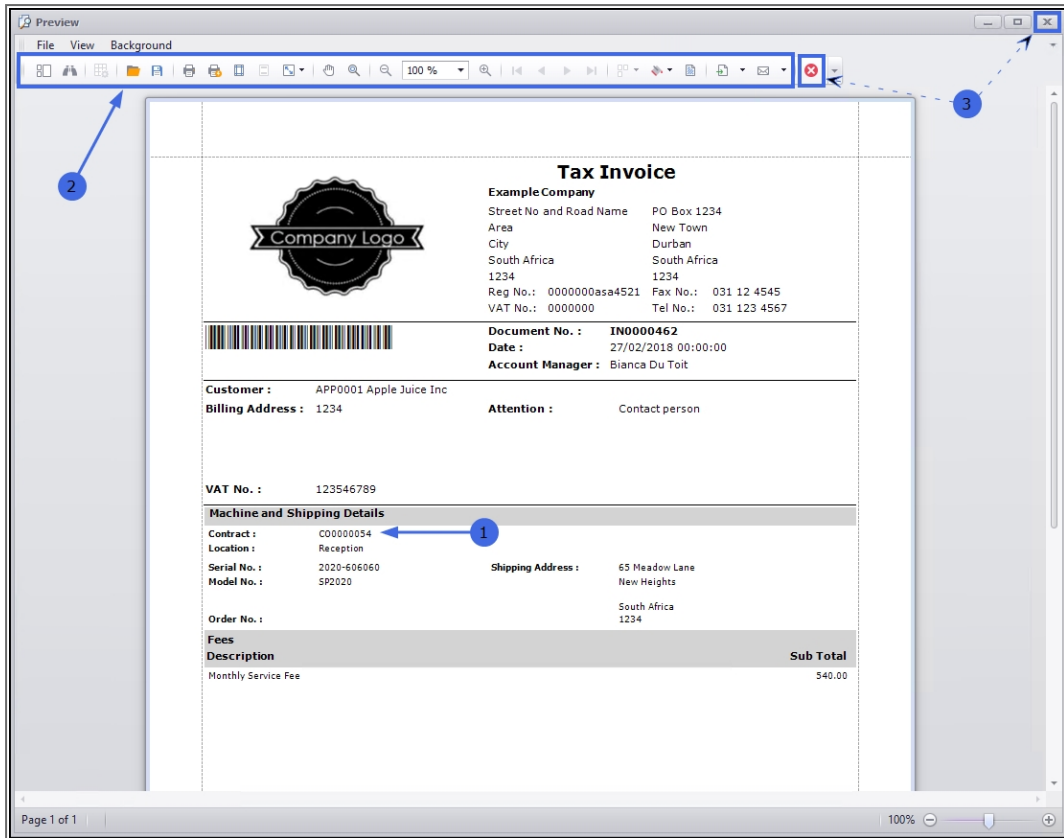 Preview
File View Background
100 %
3
2
Tax Invoice
Company Logo
Example Company
Street No and Road Name PO Box 1234
Area New Town
City Durban
South Africa South Africa
1234 1234
Reg No.: 0000000asa4521 Fax No.: 031 12 4545
VAT No.: 0000000 Tel No.: 031 123 4567
Document No. : IN0000462
Date : 27/02/2018 00:00:00
Account Manager : Bianca Du Toit
Customer : APP0001 Apple Juice Inc
Billing Address : 1234 Attention : Contact person
VAT No. : 123546789
Machine and Shipping Details
Contract : CO0000054 1
Location : Reception
Serial No. : 2020-606060 Shipping Address : 65 Meadow Lane
Model No. : SP2020 New Heights
South Africa
Order No. : 1234
Fees
Description Sub Total
Monthly Service Fee 540.00
Page 1 of 1 100%